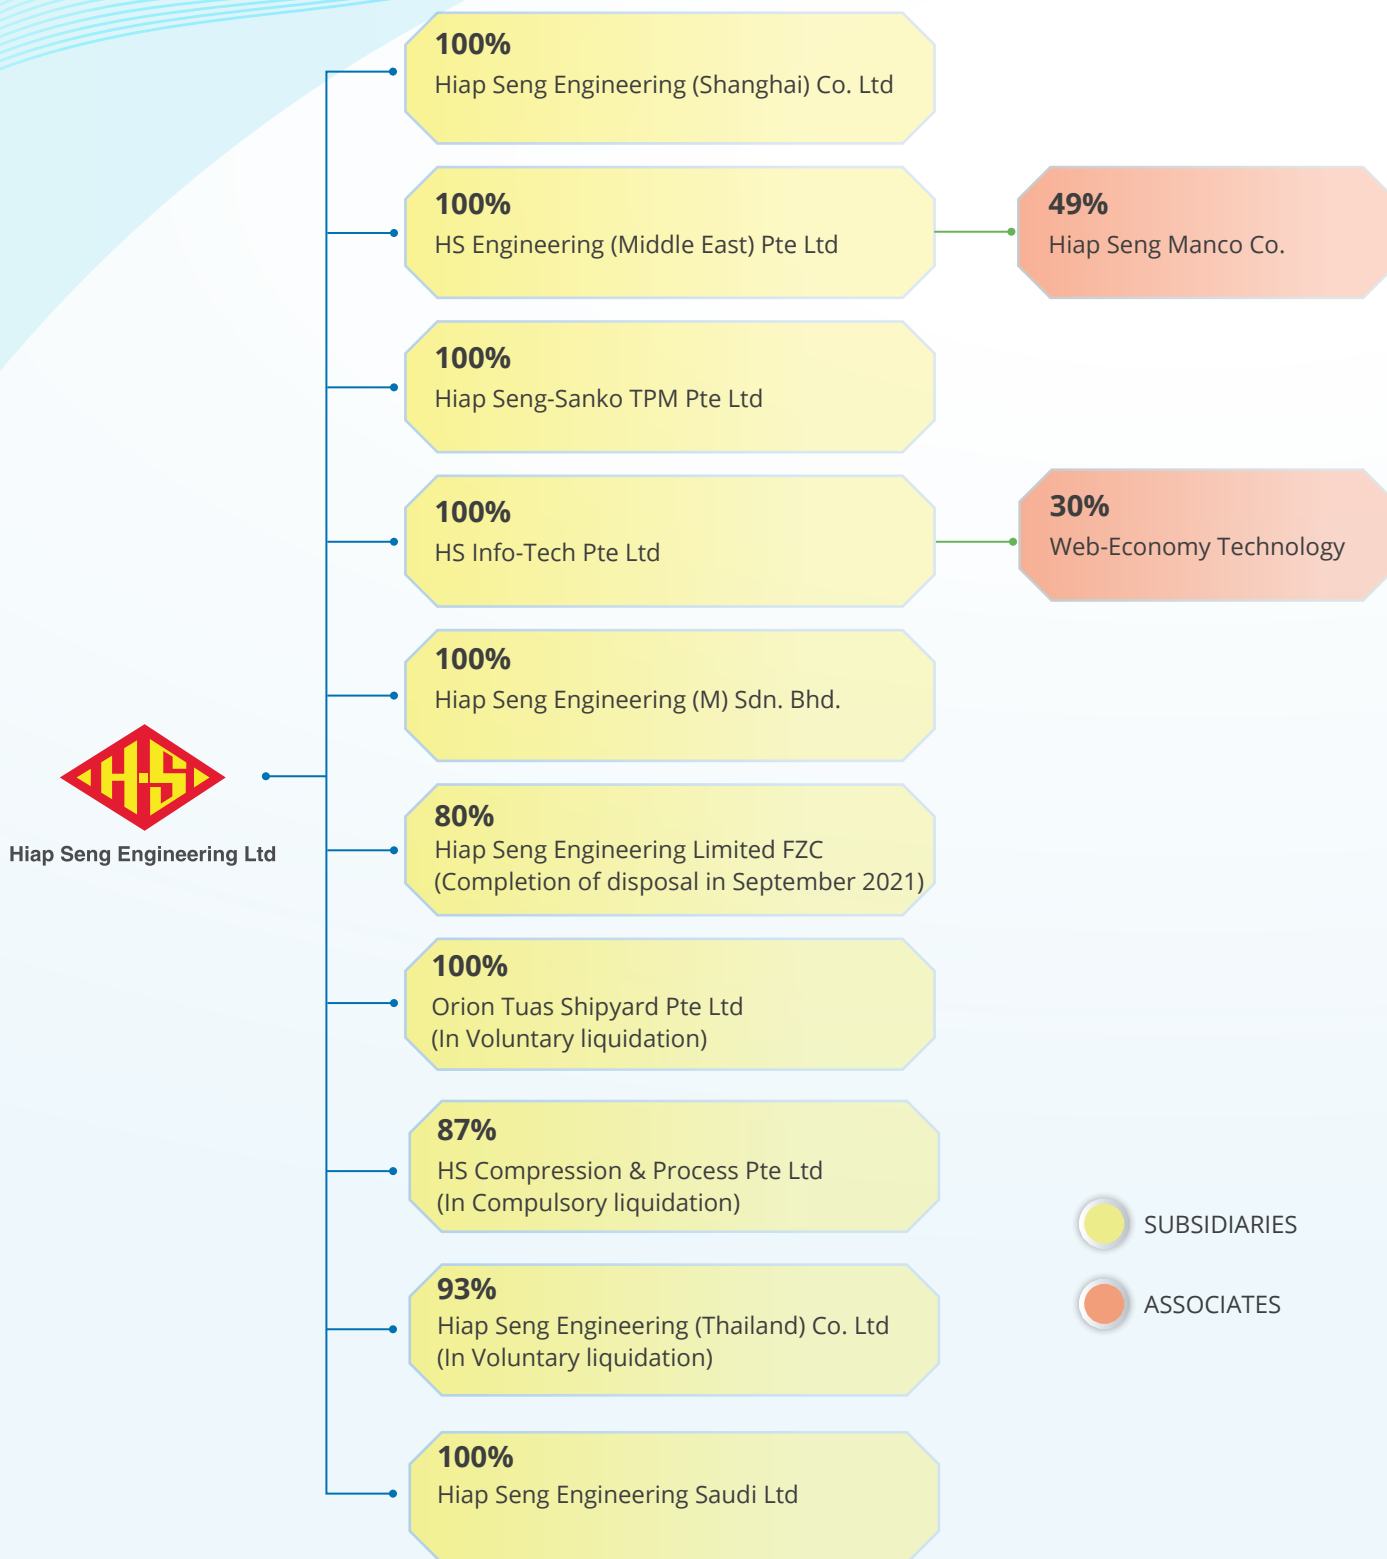 100%
Hiap Seng Engineering (Shanghai) Co. Ltd
100%
HS Engineering (Middle East) Pte Ltd
49%
Hiap Seng Manco Co.
100%
Hiap Seng-Sanko TPM Pte Ltd
100%
HS Info-Tech Pte Ltd
30%
Web-Economy Technology
100%
Hiap Seng Engineering (M) Sdn. Bhd.
H-S
Hiap Seng Engineering Ltd
80%
Hiap Seng Engineering Limited FZC
(Completion of disposal in September 2021)
100%
Orion Tuas Shipyard Pte Ltd
(In Voluntary liquidation)
87%
HS Compression & Process Pte Ltd
(In Compulsory liquidation)
93%
Hiap Seng Engineering (Thailand) Co. Ltd
(In Voluntary liquidation)
100%
Hiap Seng Engineering Saudi Ltd
SUBSIDIARIES
ASSOCIATES